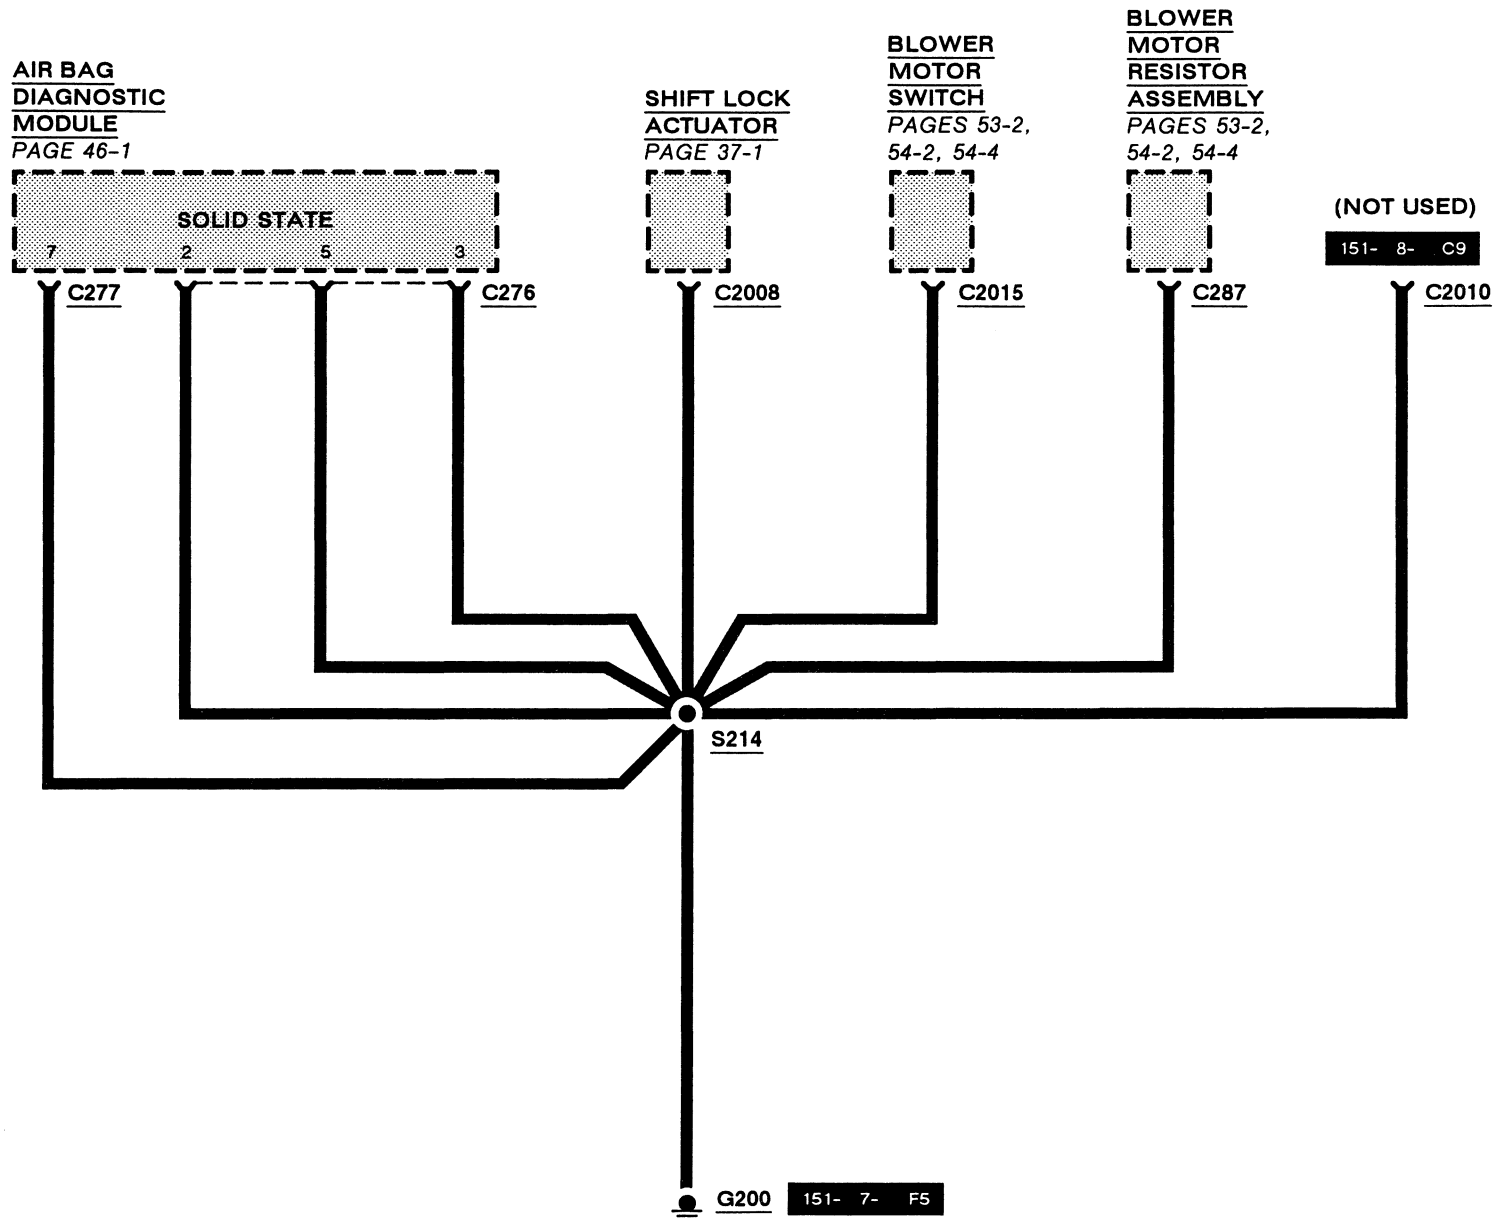 AIR BAG
DIAGNOSTIC
MODULE
PAGE 46-1
SHIFT LOCK
ACTUATOR
PAGE 37-1
BLOWER
MOTOR
SWITCH
PAGES 53-2,
54-2, 54-4
BLOWER
MOTOR
RESISTOR
ASSEMBLY
PAGES 53-2,
54-2, 54-4
(NOT USED)
151- 8- C9
SOLID STATE
7 2 5 3
C277
C276
C2008
C2015
C287
C2010
S214
G200
151- 7- F5